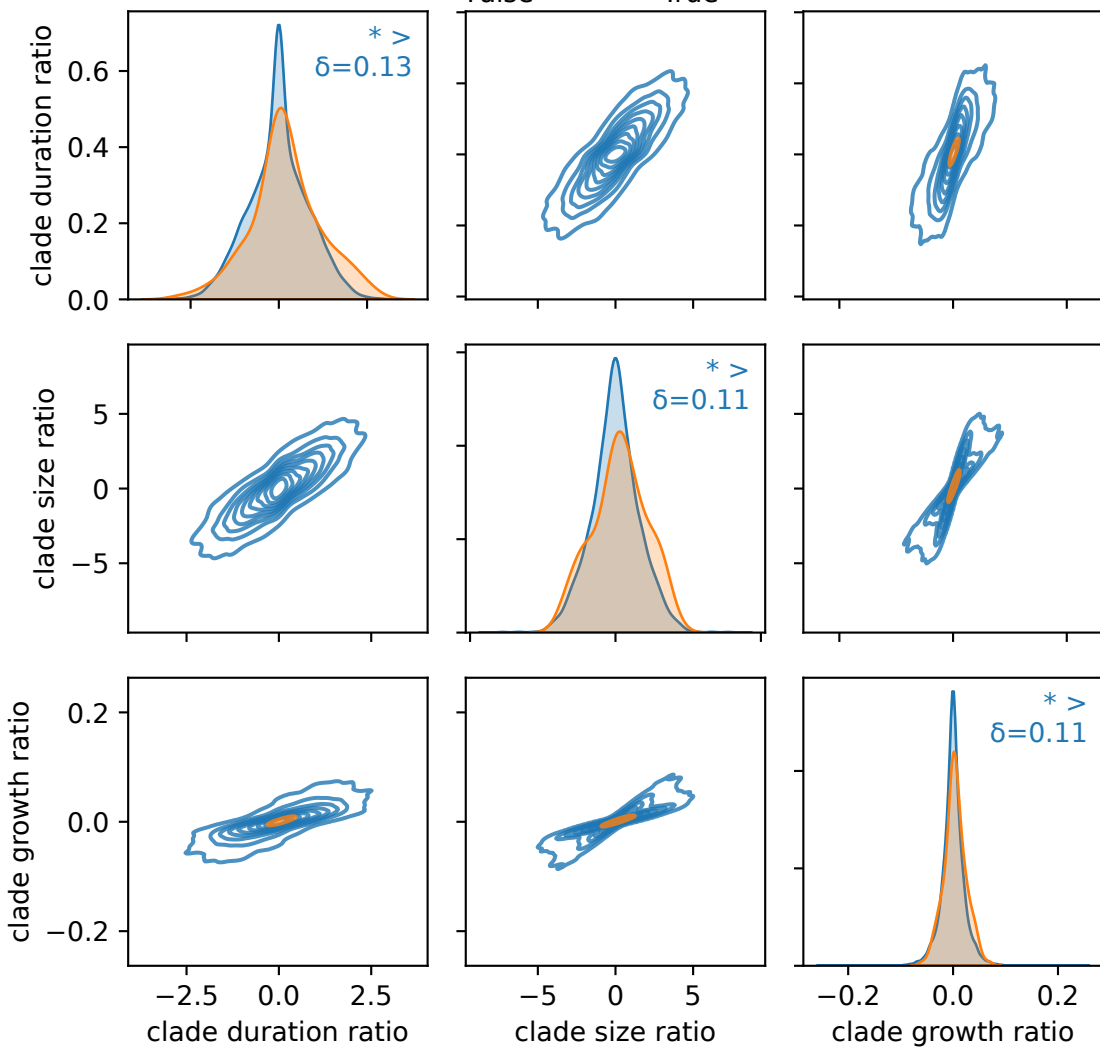 clade duration ratio
0.6
0.4
0.2
0.0
* >
δ=0.13
clade size ratio
5
0
−5
* >
δ=0.11
clade growth ratio
0.2
0.0
−0.2
* >
δ=0.11
−2.5 0.0 2.5
−5 0 5
−0.2 0.0 0.2
clade duration ratio
clade size ratio
clade growth ratio